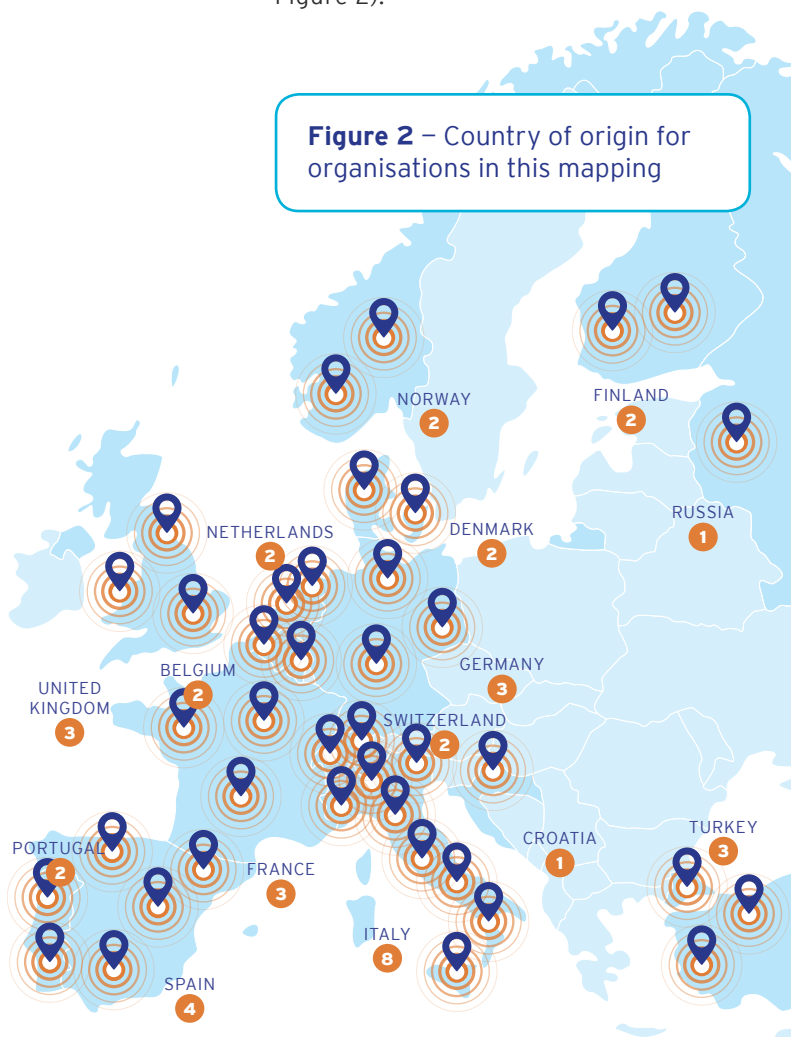 Figure 2).
Figure 2 – Country of origin for
organisations in this mapping
NORWAY
2
FINLAND
2
RUSSIA
1
NETHERLANDS
2
DENMARK
2
BELGIUM
2
GERMANY
3
UNITED
KINGDOM
3
SWITZERLAND
2
CROATIA
1
TURKEY
3
PORTUGAL
2
FRANCE
3
ITALY
8
SPAIN
4